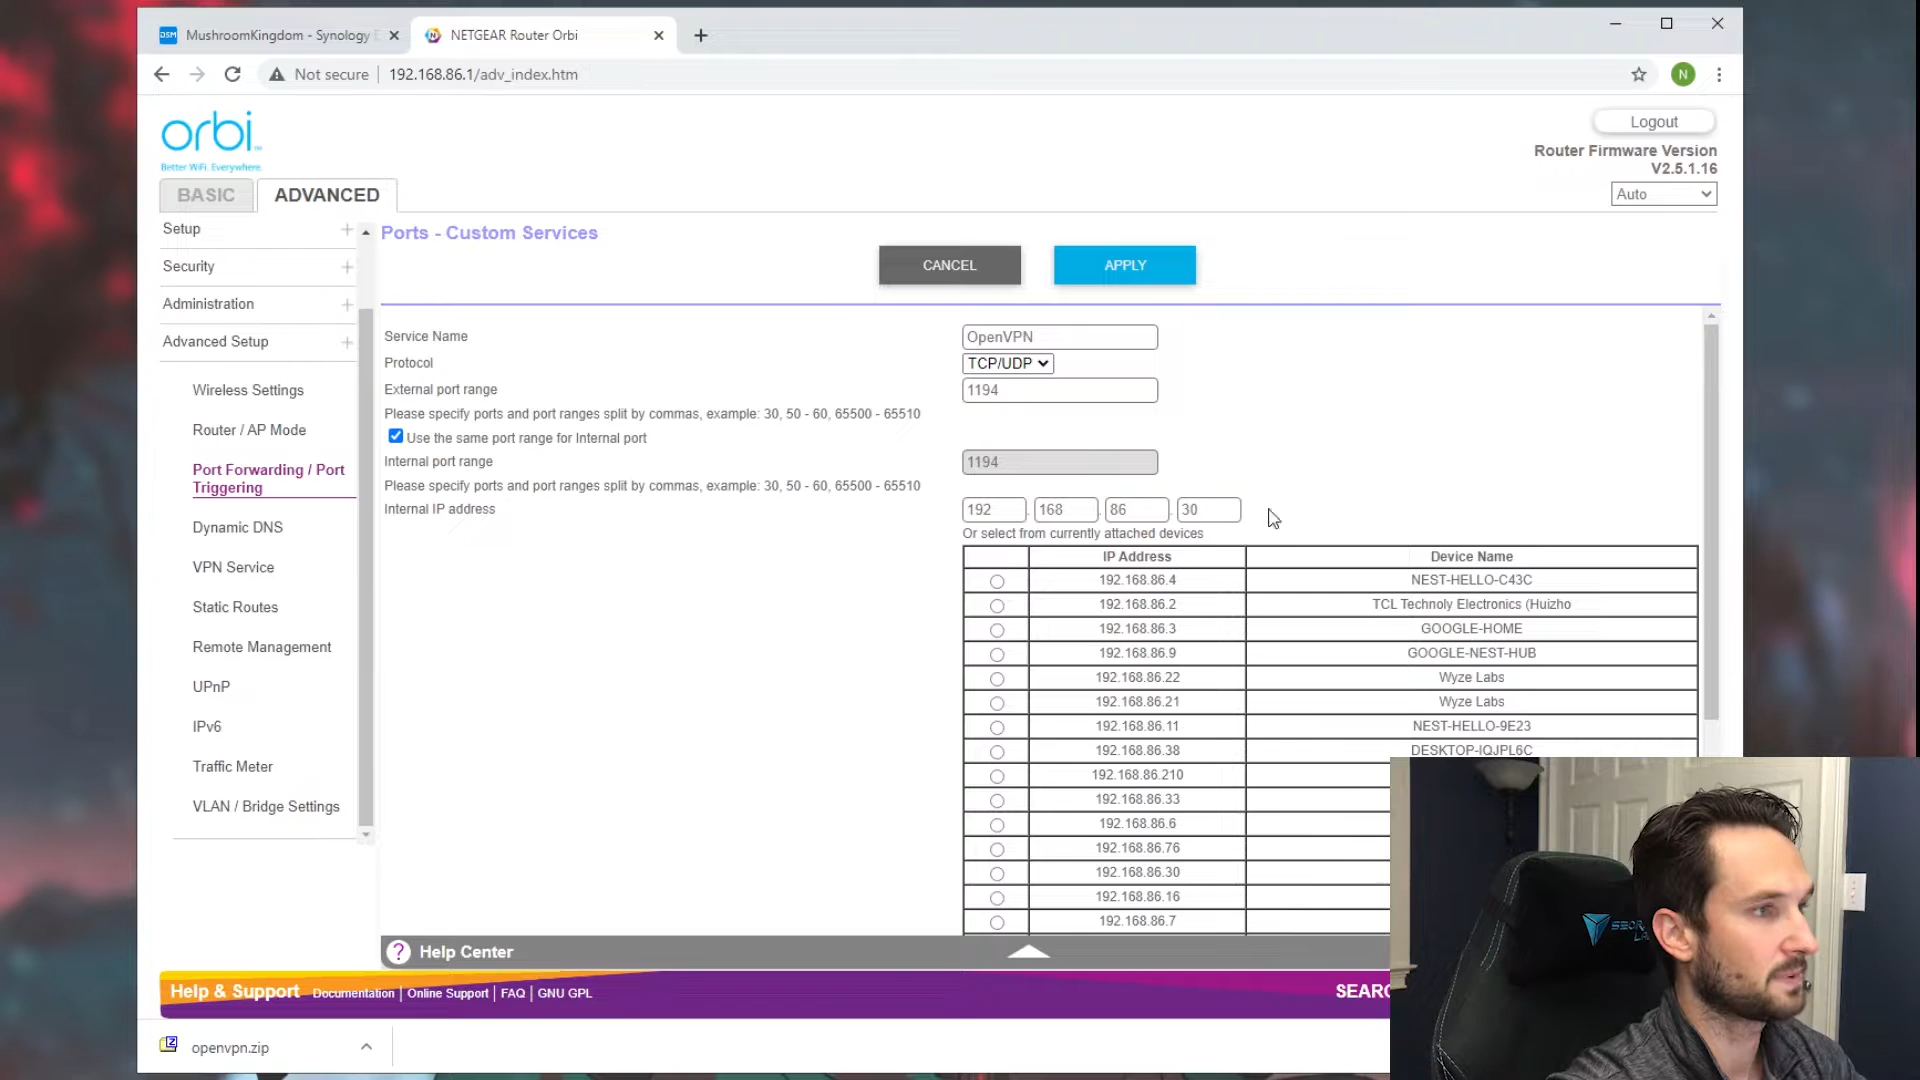 MushroomKingdom - Synology
NETGEAR Router Orbi
Not secure | 192.168.86.1/adv_index.htm
N
orbi
Better WiFi. Everywhere.
Logout
Router Firmware Version
V2.5.1.16
Auto
BASIC
ADVANCED
Setup
Security
Administration
Advanced Setup
Wireless Settings
Router / AP Mode
Port Forwarding / Port
Triggering
Dynamic DNS
VPN Service
Static Routes
Remote Management
UPnP
IPv6
Traffic Meter
VLAN / Bridge Settings
Ports - Custom Services
CANCEL
APPLY
Service Name
OpenVPN
Protocol
TCP/UDP
External port range
1194
Please specify ports and port ranges split by commas, example: 30, 50 - 60, 65500 - 65510
Use the same port range for Internal port
Internal port range
1194
Please specify ports and port ranges split by commas, example: 30, 50 - 60, 65500 - 65510
Internal IP address
192 . 168 . 86 . 30
Or select from currently attached devices
IP Address Device Name
192.168.86.4 NEST-HELLO-C43C
192.168.86.2 TCL Technoly Electronics (Huizho
192.168.86.3 GOOGLE-HOME
192.168.86.9 GOOGLE-NEST-HUB
192.168.86.22 Wyze Labs
192.168.86.21 Wyze Labs
192.168.86.11 NEST-HELLO-9E23
192.168.86.38 DESKTOP-IQJPL6C
192.168.86.210
192.168.86.33
192.168.86.6
192.168.86.76
192.168.86.30
192.168.86.16
192.168.86.7
? Help Center
Help & Support Documentation | Online Support | FAQ | GNU GPL
openvpn.zip